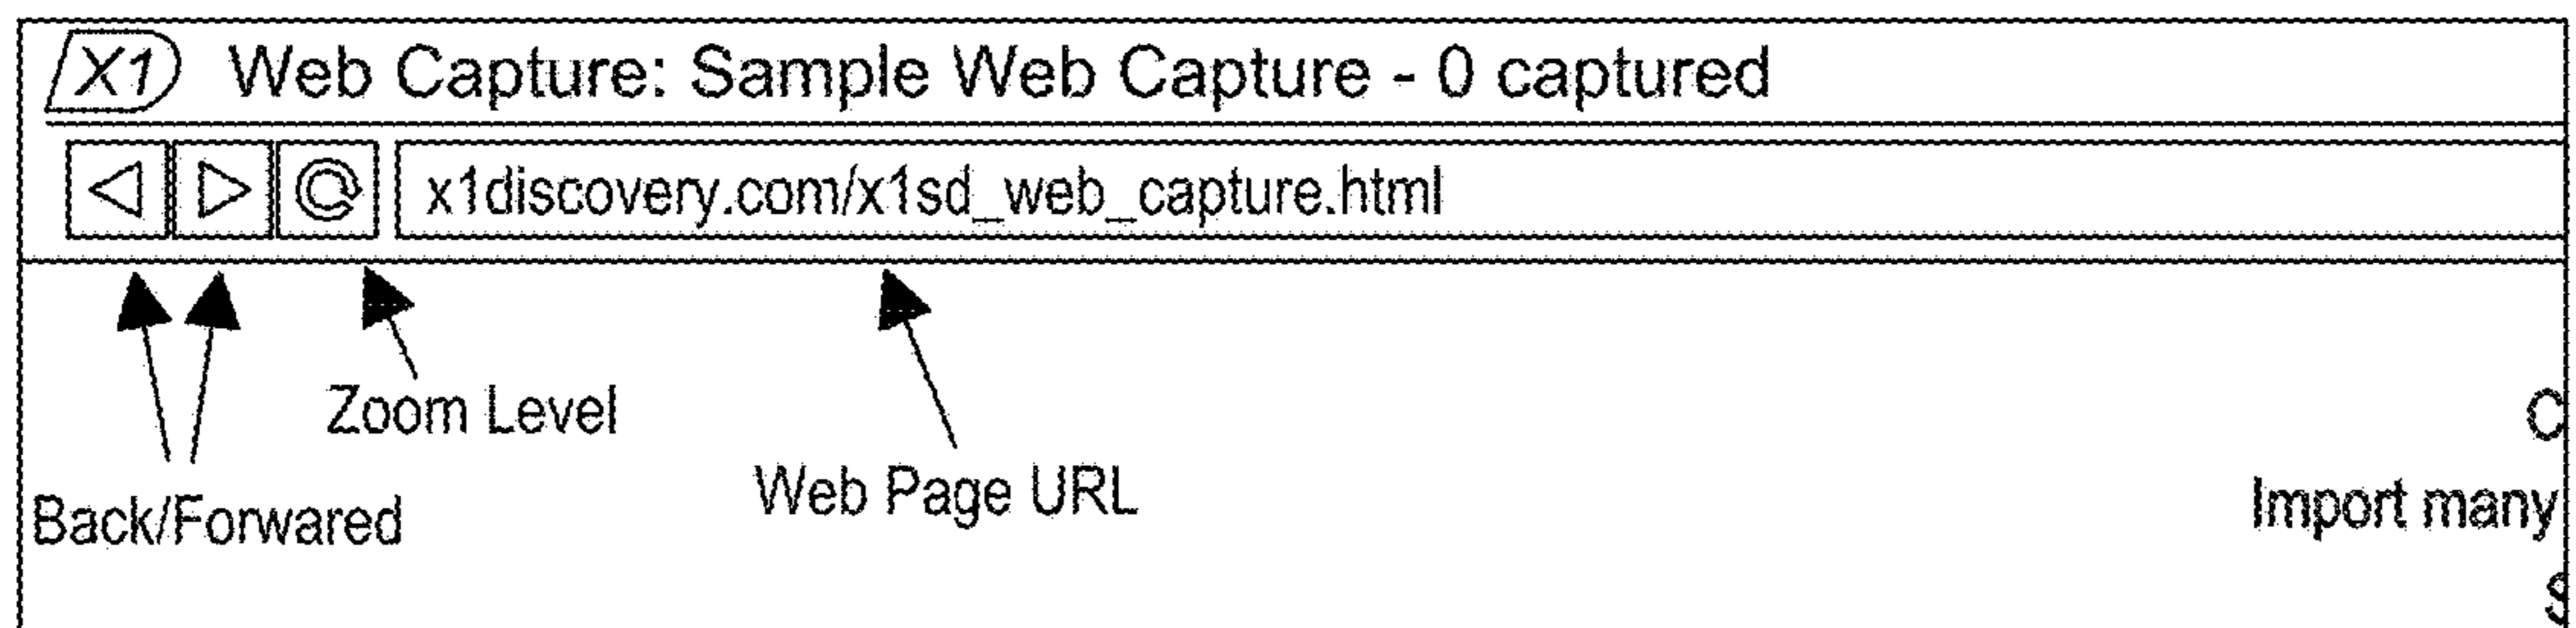 X1 Web Capture: Sample Web Capture - 0 captured
x1discovery.com/x1sd_web_capture.html
Zoom Level
C
Web Page URL
Import many
Back/Forwared
S